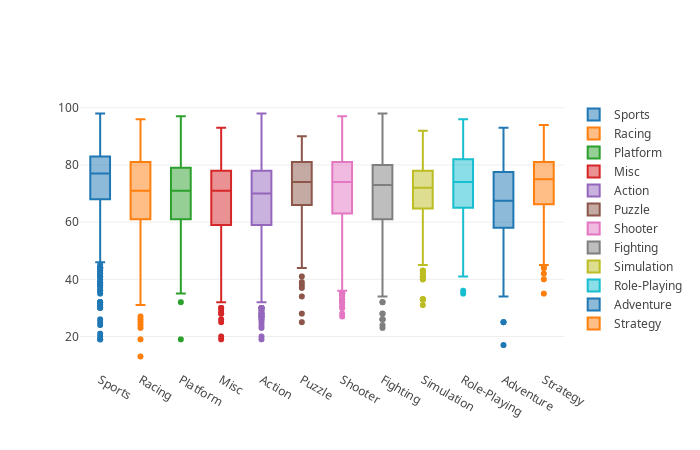 100
80
60
40
20
Sports
Racing
Platform
Misc
Action
Puzzle
Shooter
Fighting
Simulation
Role-Playing
Adventure
Strategy
Sports
Racing
Platform
Misc
Action
Puzzle
Shooter
Fighting
Simulation
Role-Playing
Adventure
Strategy